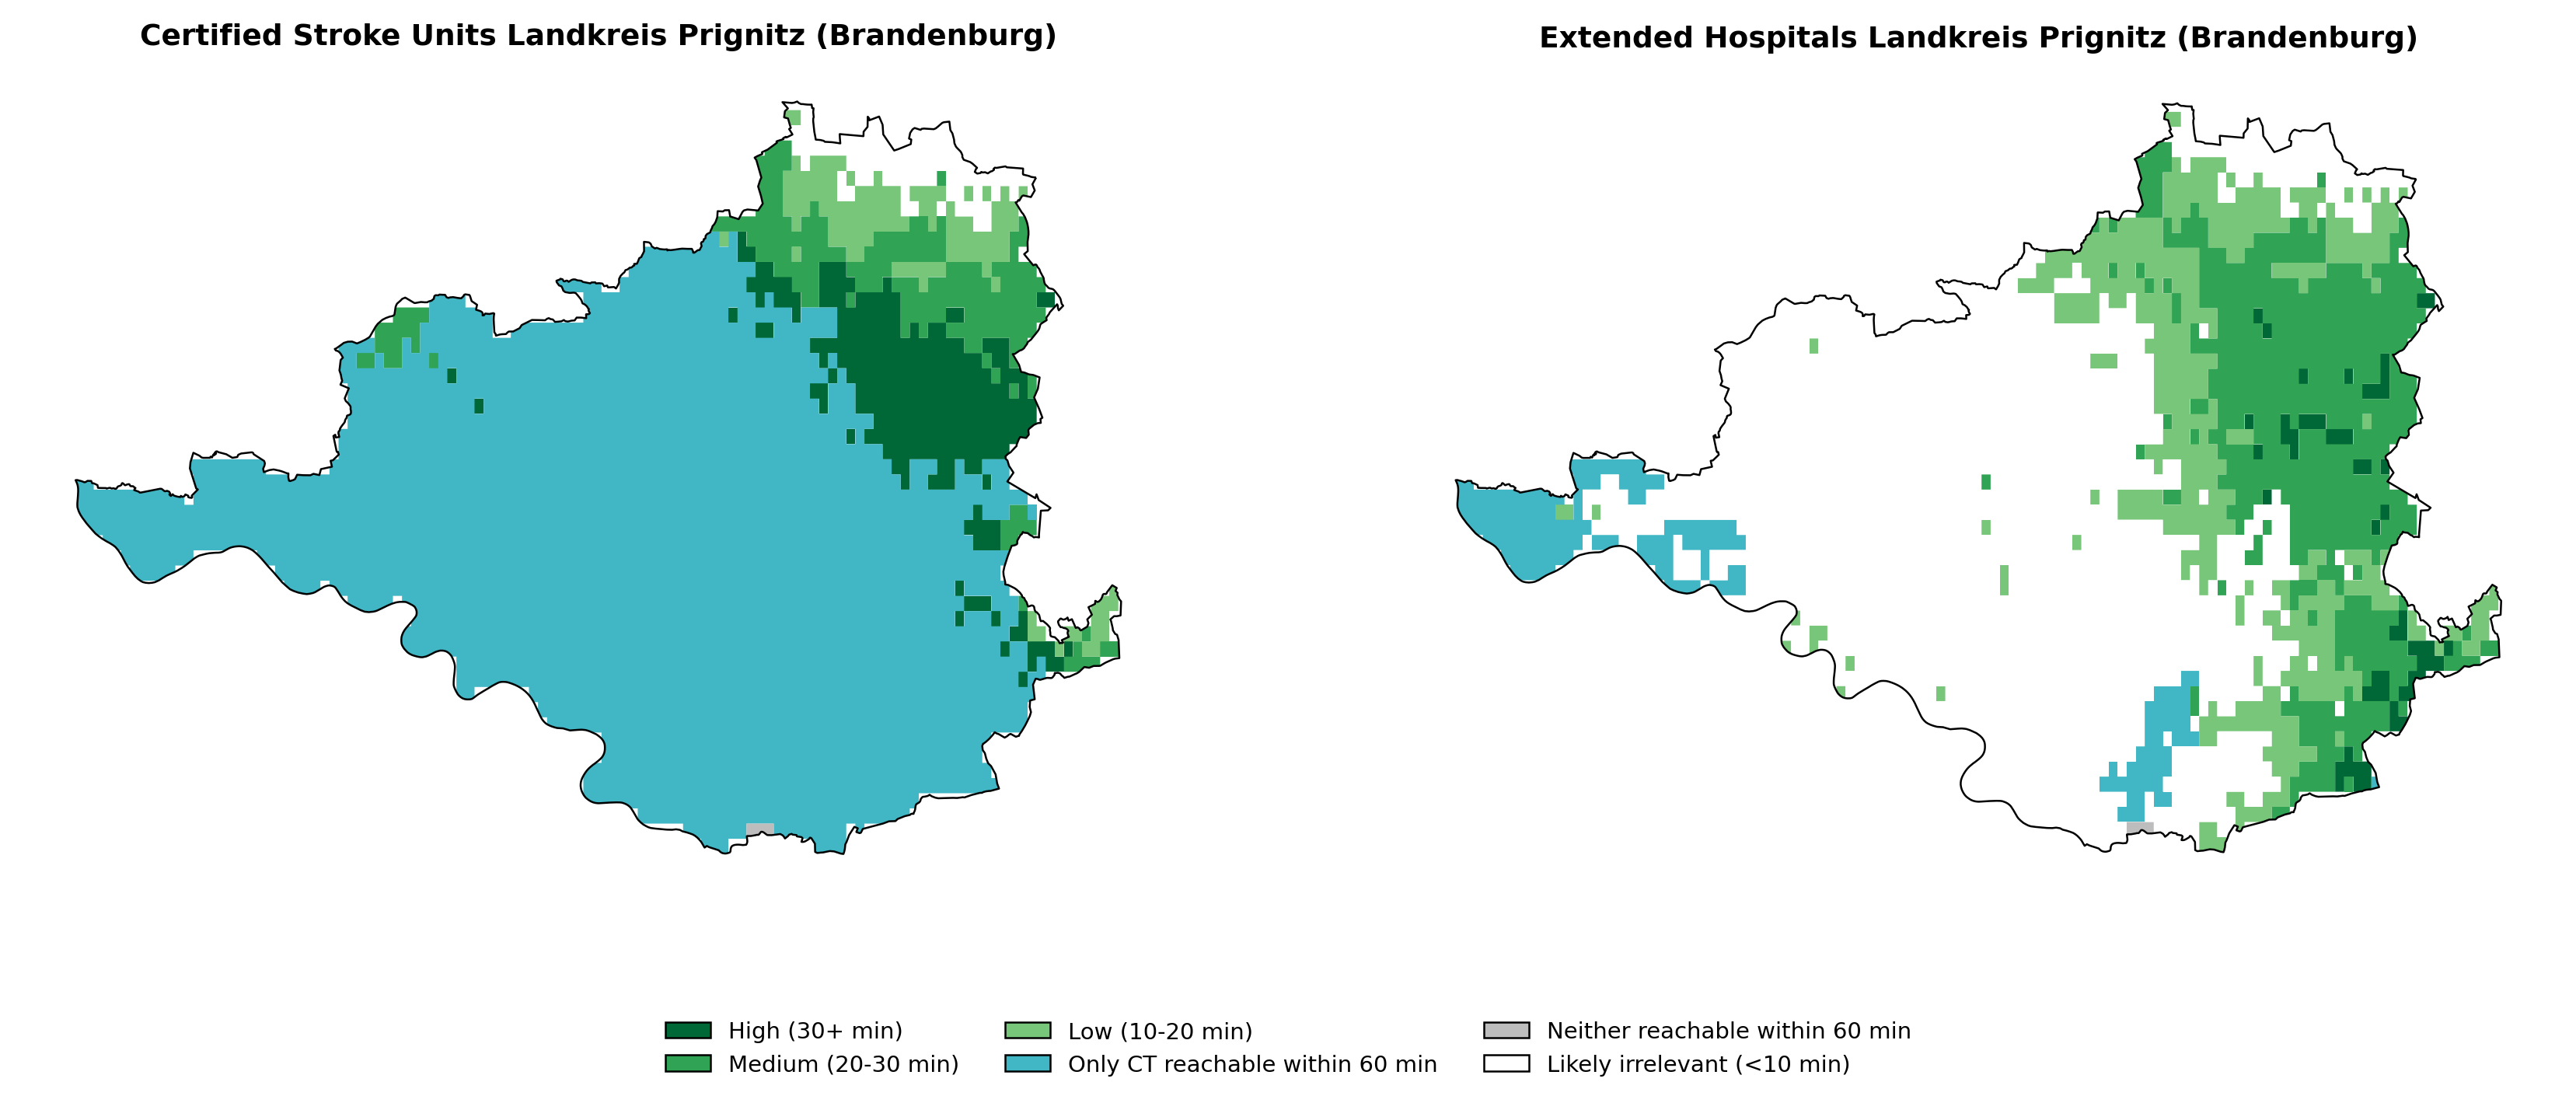 Certified Stroke Units Landkreis Prignitz (Brandenburg)
Extended Hospitals Landkreis Prignitz (Brandenburg)
High (30+ min)
Medium (20-30 min)
Low (10-20 min)
Only CT reachable within 60 min
Neither reachable within 60 min
Likely irrelevant (<10 min)